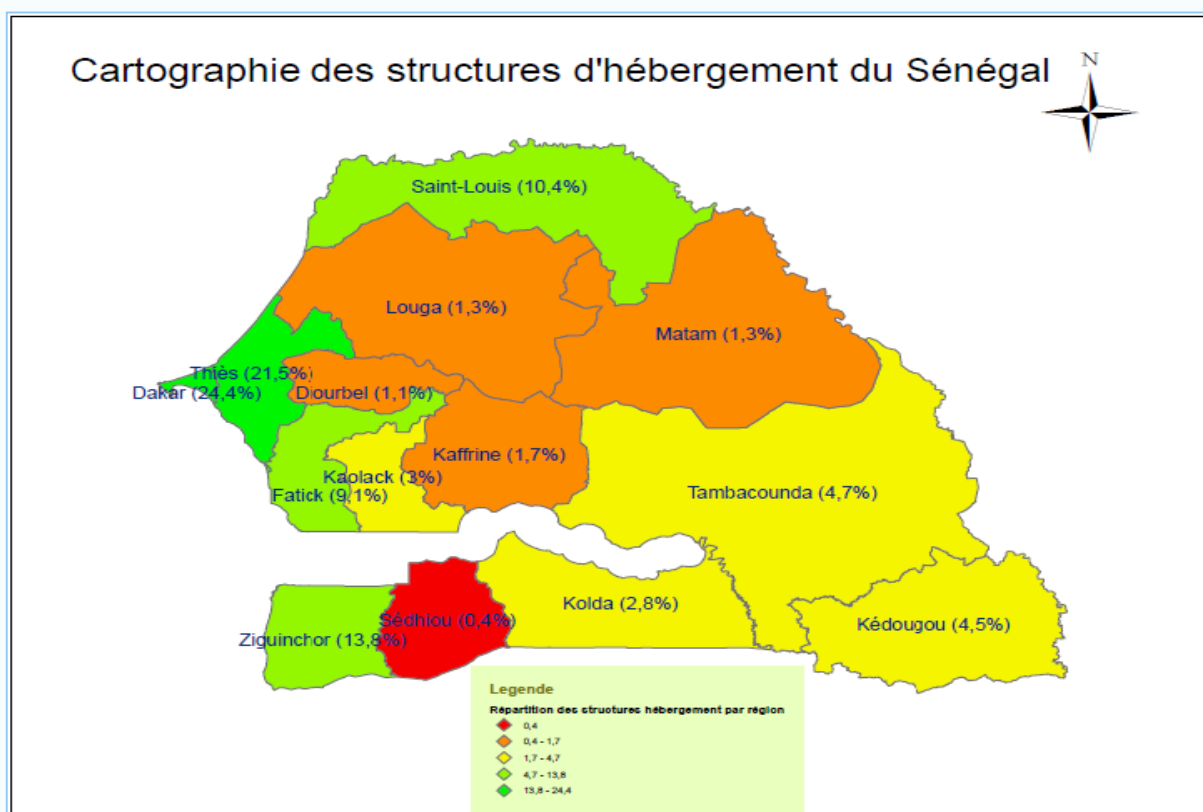 Cartographie des structures d'hébergement du Sénégal
N
Saint-Louis (10,4%)
Louga (1,3%)
Matam (1,3%)
Thiès (21,5%)
Dakar (24,4%)
Diourbel (1,1%)
Kaffrine (1,7%)
Kaolack (3%)
Fatick (9,1%)
Tambacounda (4,7%)
Kolda (2,8%)
Sédhiou (0,4%)
Ziguinchor (13,8%)
Kédougou (4,5%)
Legende
Répartition des structures hébergement par région
0,4
0,4 - 1,7
1,7 - 4,7
4,7 - 13,8
13,8 - 24,4